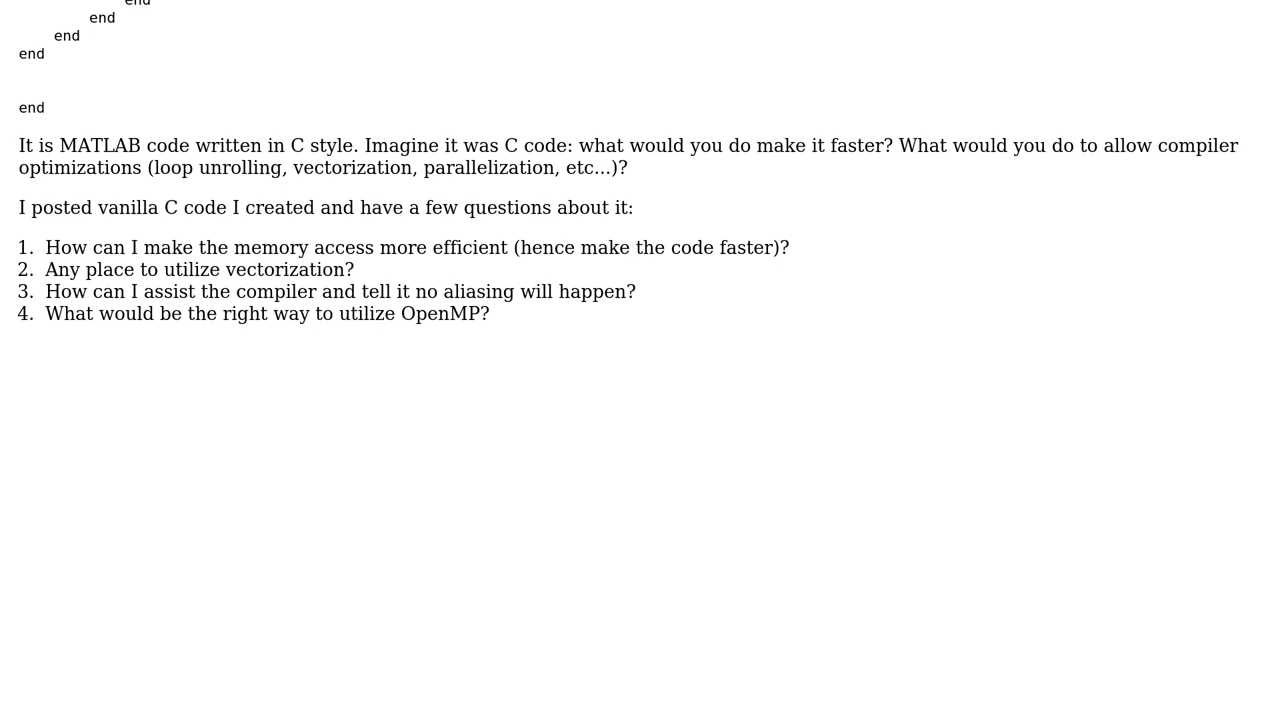 end
end
end
end
end
It is MATLAB code written in C style. Imagine it was C code: what would you do make it faster? What would you do to allow compiler
optimizations (loop unrolling, vectorization, parallelization, etc...)?
I posted vanilla C code I created and have a few questions about it:
1. How can I make the memory access more efficient (hence make the code faster)?
2. Any place to utilize vectorization?
3. How can I assist the compiler and tell it no aliasing will happen?
4. What would be the right way to utilize OpenMP?